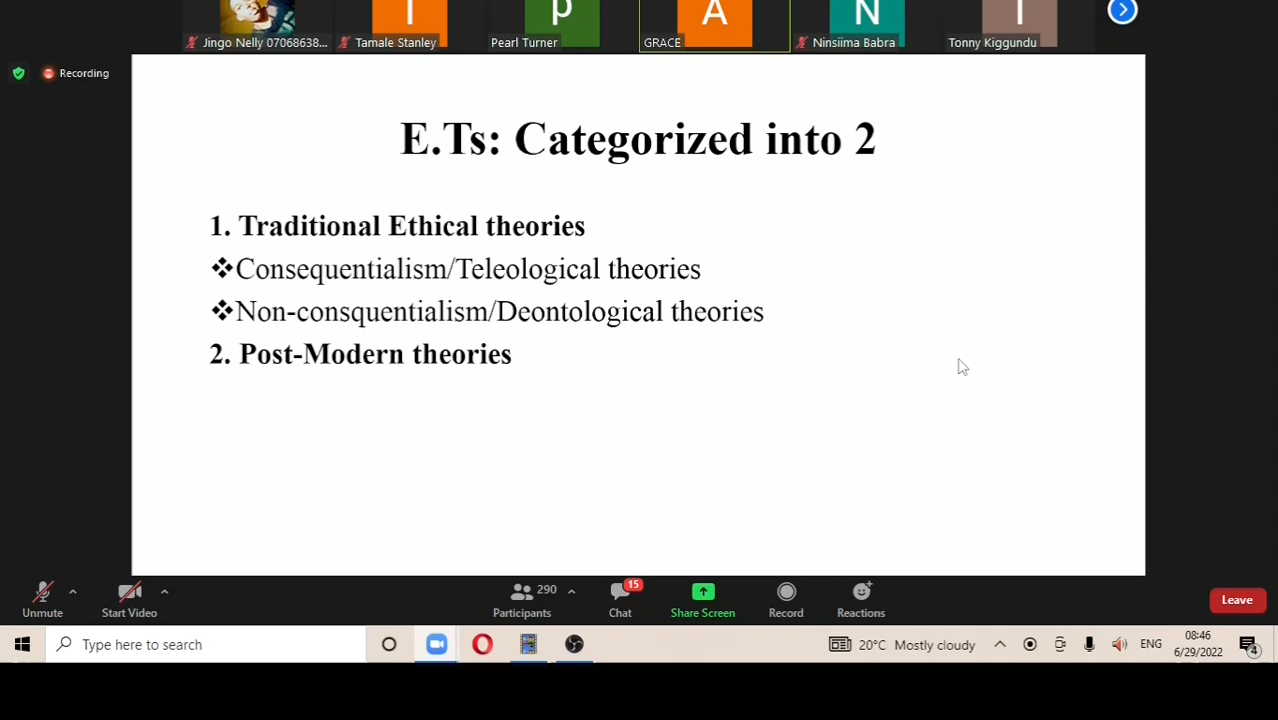 T
P
A
N
T
Jingo Nelly 07068638...
Tamale Stanley
Pearl Turner
GRACE
Ninsiima Babra
Tonny Kiggundu
Recording
E.Ts: Categorized into 2
1. Traditional Ethical theories
❖Consequentialism/Teleological theories
❖Non-consquentialism/Deontological theories
2. Post-Modern theories
Unmute
Start Video
290
Participants
15
Chat
Share Screen
Record
Reactions
Leave
Type here to search
20°C Mostly cloudy
ENG
08:46
6/29/2022
4